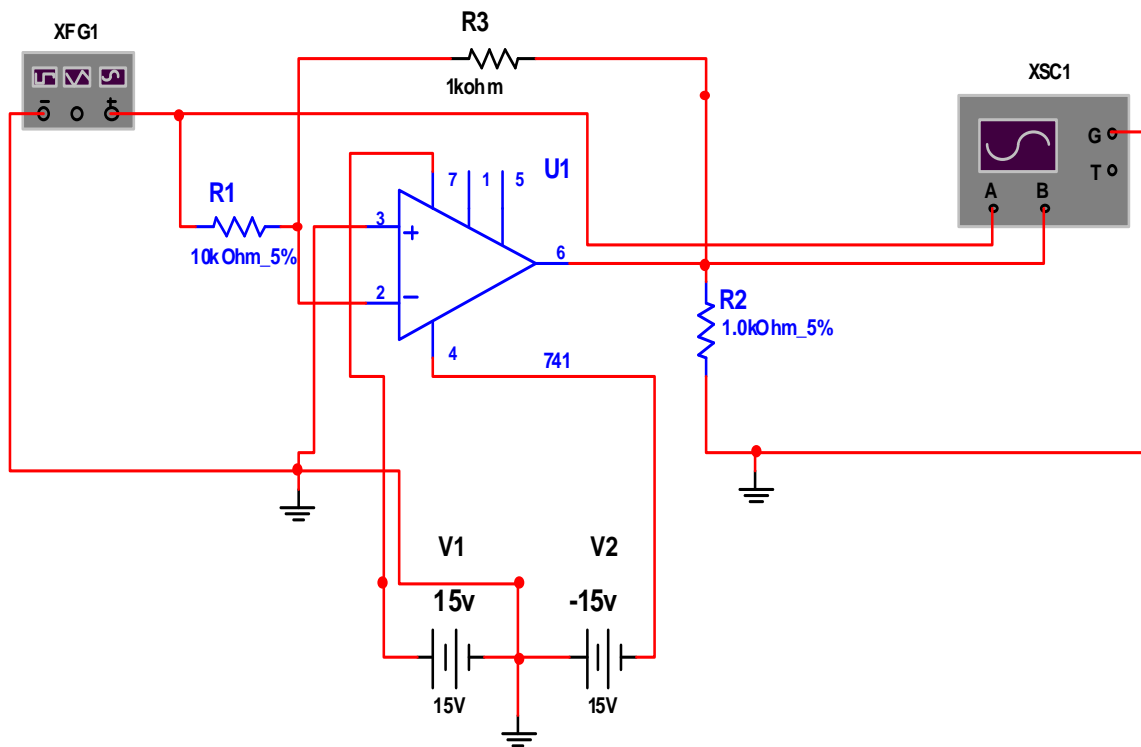 XFG1
R3
1kohm
XSC1
G
T
A
B
7
1
5
U1
R1
10kOhm_5%
3
+
2
−
6
4
741
R2
1.0kOhm_5%
V1
V2
15v
-15v
15V
15V